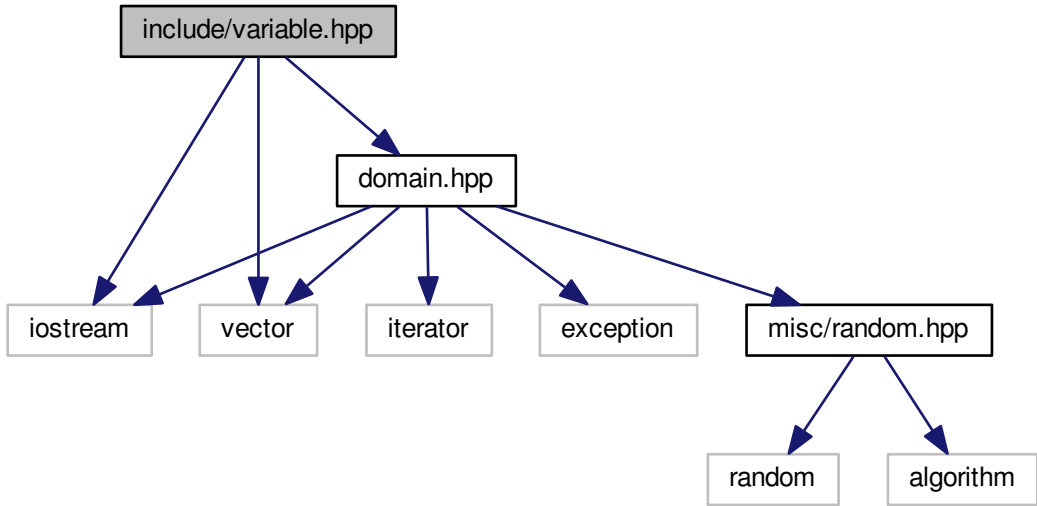 include/variable.hpp
domain.hpp
iostream
vector
iterator
exception
misc/random.hpp
random
algorithm